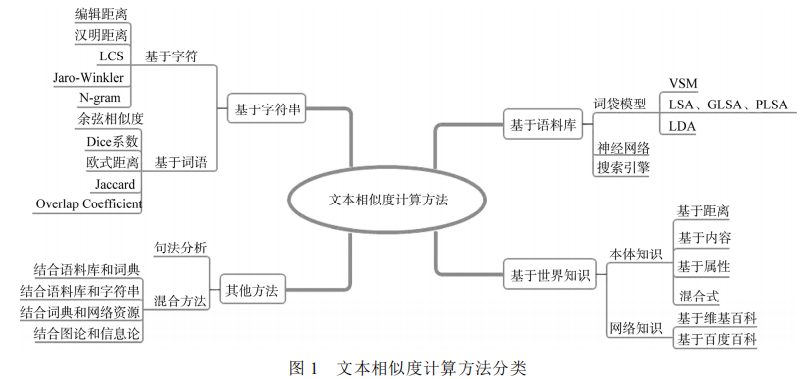 文本相似度计算方法
基于字符串
基于字符
编辑距离
汉明距离
LCS
Jaro-Winkler
N-gram
基于词语
余弦相似度
Dice系数
欧式距离
Jaccard
Overlap Coefficient
基于语料库
词袋模型
VSM
LSA、GLSA、PLSA
LDA
神经网络
搜索引擎
其他方法
句法分析
混合方法
结合语料库和词典
结合语料库和字符串
结合词典和网络资源
结合图论和信息论
基于世界知识
本体知识
基于距离
基于内容
基于属性
混合式
网络知识
基于维基百科
基于百度百科
图 1 文本相似度计算方法分类